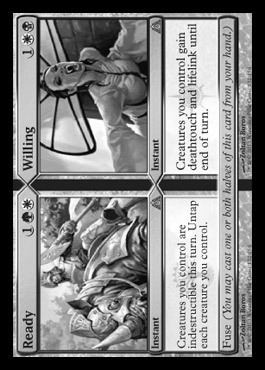 Ready 1
Instant
Creatures you control are
indestructible this turn. Untap
each creature you control.
Willing 1
Instant
Creatures you control gain
deathtouch and lifelink until
end of turn.
Fuse (You may cast one or both halves of this card from your hand.)
Zoltan Boros
Zoltan Boros